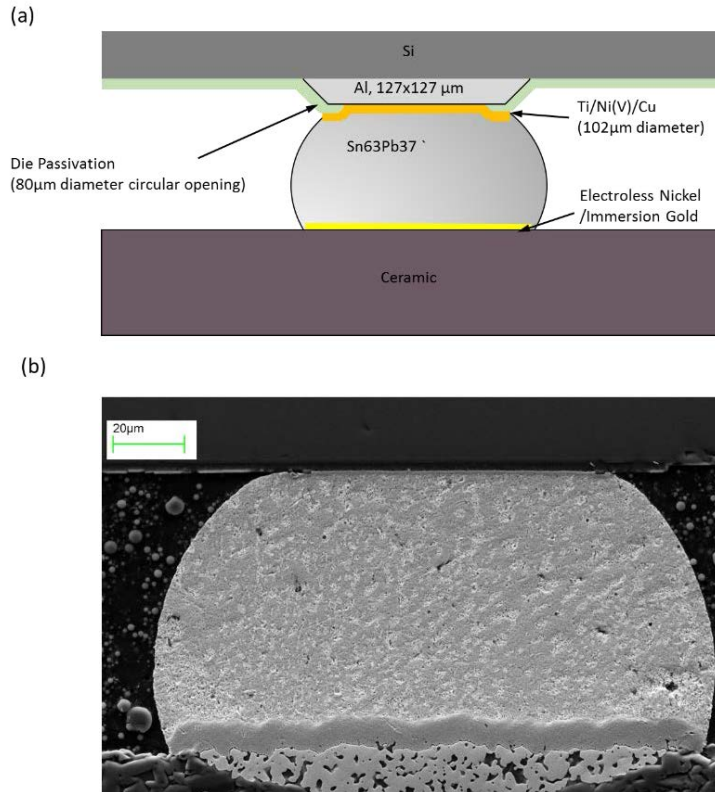 (a)
Si
Al, 127x127 µm
Ti/Ni(V)/Cu
(102µm diameter)
Sn63Pb37 `
Die Passivation
(80µm diameter circular opening)
Electroless Nickel
/Immersion Gold
Ceramic
(b)
20µm